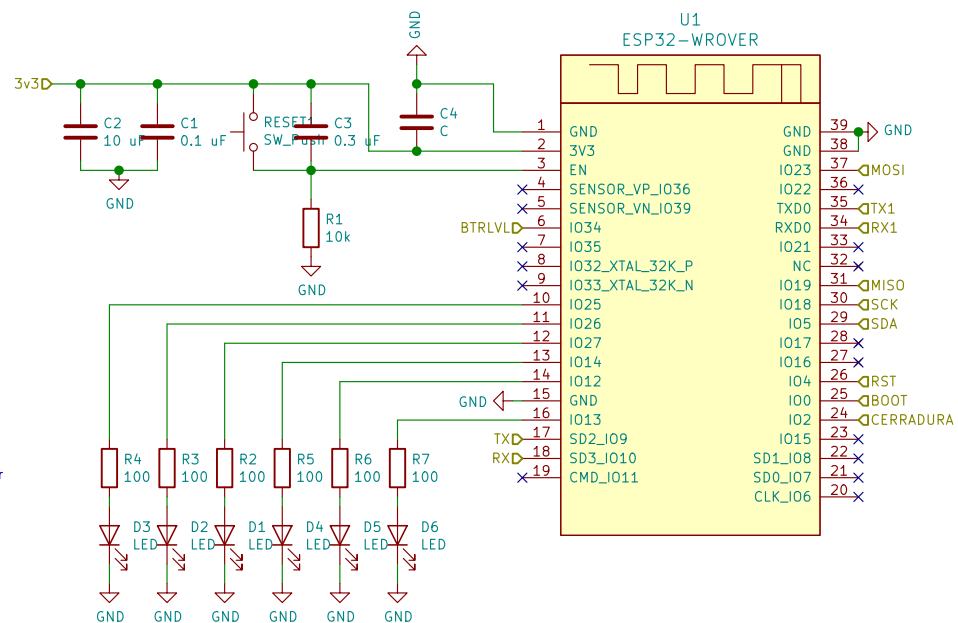 U1
ESP32-WROVER
GND
3v3
C2
10 uF
C1
0.1 uF
RESET1
SW_Push
C3
0.3 uF
C4
C
GND
R1
10k
GND
BTRLVL
GND
TX
RX
1 GND
2 3V3
3 EN
4 SENSOR_VP_IO36
5 SENSOR_VN_IO39
6 IO34
7 IO35
8 IO32_XTAL_32K_P
9 IO33_XTAL_32K_N
10 IO25
11 IO26
12 IO27
13 IO14
14 IO12
15 GND
16 IO13
17 SD2_IO9
18 SD3_IO10
19 CMD_IO11
GND 39 GND
GND 38
IO23 37 MOSI
IO22 36
TXD0 35 TX1
RXD0 34 RX1
IO21 33
NC 32
IO19 31 MISO
IO18 30 SCK
IO5 29 SDA
IO17 28
IO16 27
IO4 26 RST
IO0 25 BOOT
IO2 24 CERRADURA
IO15 23
SD1_IO8 22
SD0_IO7 21
CLK_IO6 20
R4 R3 R2 R5 R6 R7
100 100 100 100 100 100
r
D3 D2 D1 D4 D5 D6
LED LED LED LED LED LED
GND GND GND GND GND GND